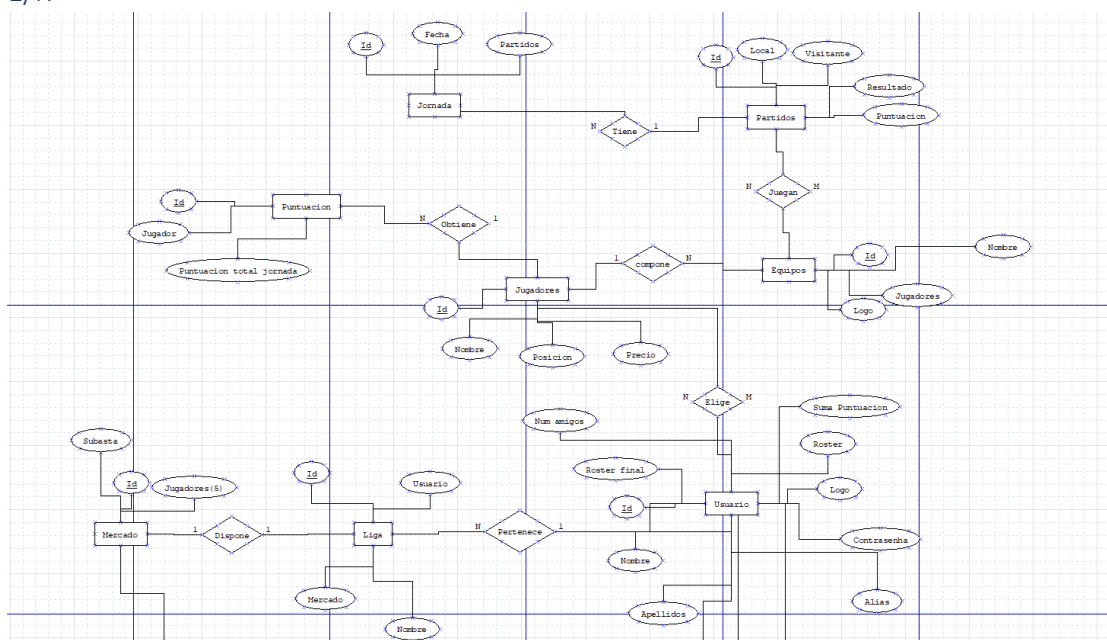 Id
Fecha
Partidos
Jornada
Id
Local
Visitante
Resultado
Puntuacion
Partidos
N
Tiene
1
N
Juegan
M
Id
Jugador
Puntuacion
Puntuacion total jornada
N
Obtiene
1
1
compone
N
Equipos
Id
Nombre
Jugadores
Logo
Jugadores
Id
Nombre
Posicion
Precio
N
Elige
M
Num amigos
Suma Puntuacion
Roster
Roster final
Id
Logo
Usuario
Contrasenha
Nombre
Apellidos
Alias
Subasta
Id
Jugadores(5)
Mercado
1
Dispone
1
Id
Usuario
Liga
N
Pertenece
1
Mercado
Nombre